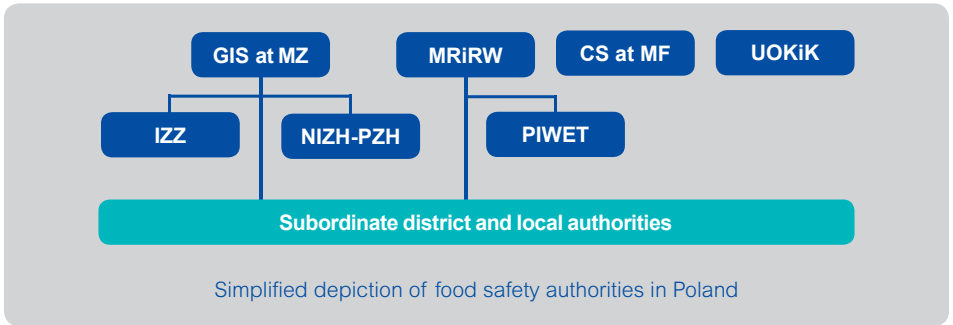 GIS at MZ
MRiRW
CS at MF
UOKiK
IZZ
NIZH-PZH
PIWET
Subordinate district and local authorities
Simplified depiction of food safety authorities in Poland